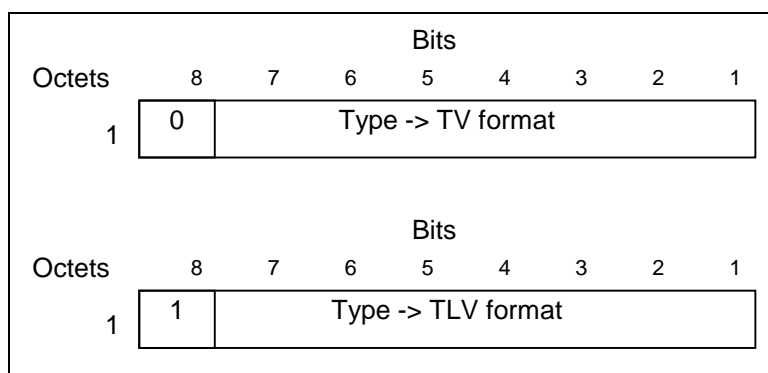 Bits
Octets 8 7 6 5 4 3 2 1
1 0 Type -> TV format
Bits
Octets 8 7 6 5 4 3 2 1
1 1 Type -> TLV format